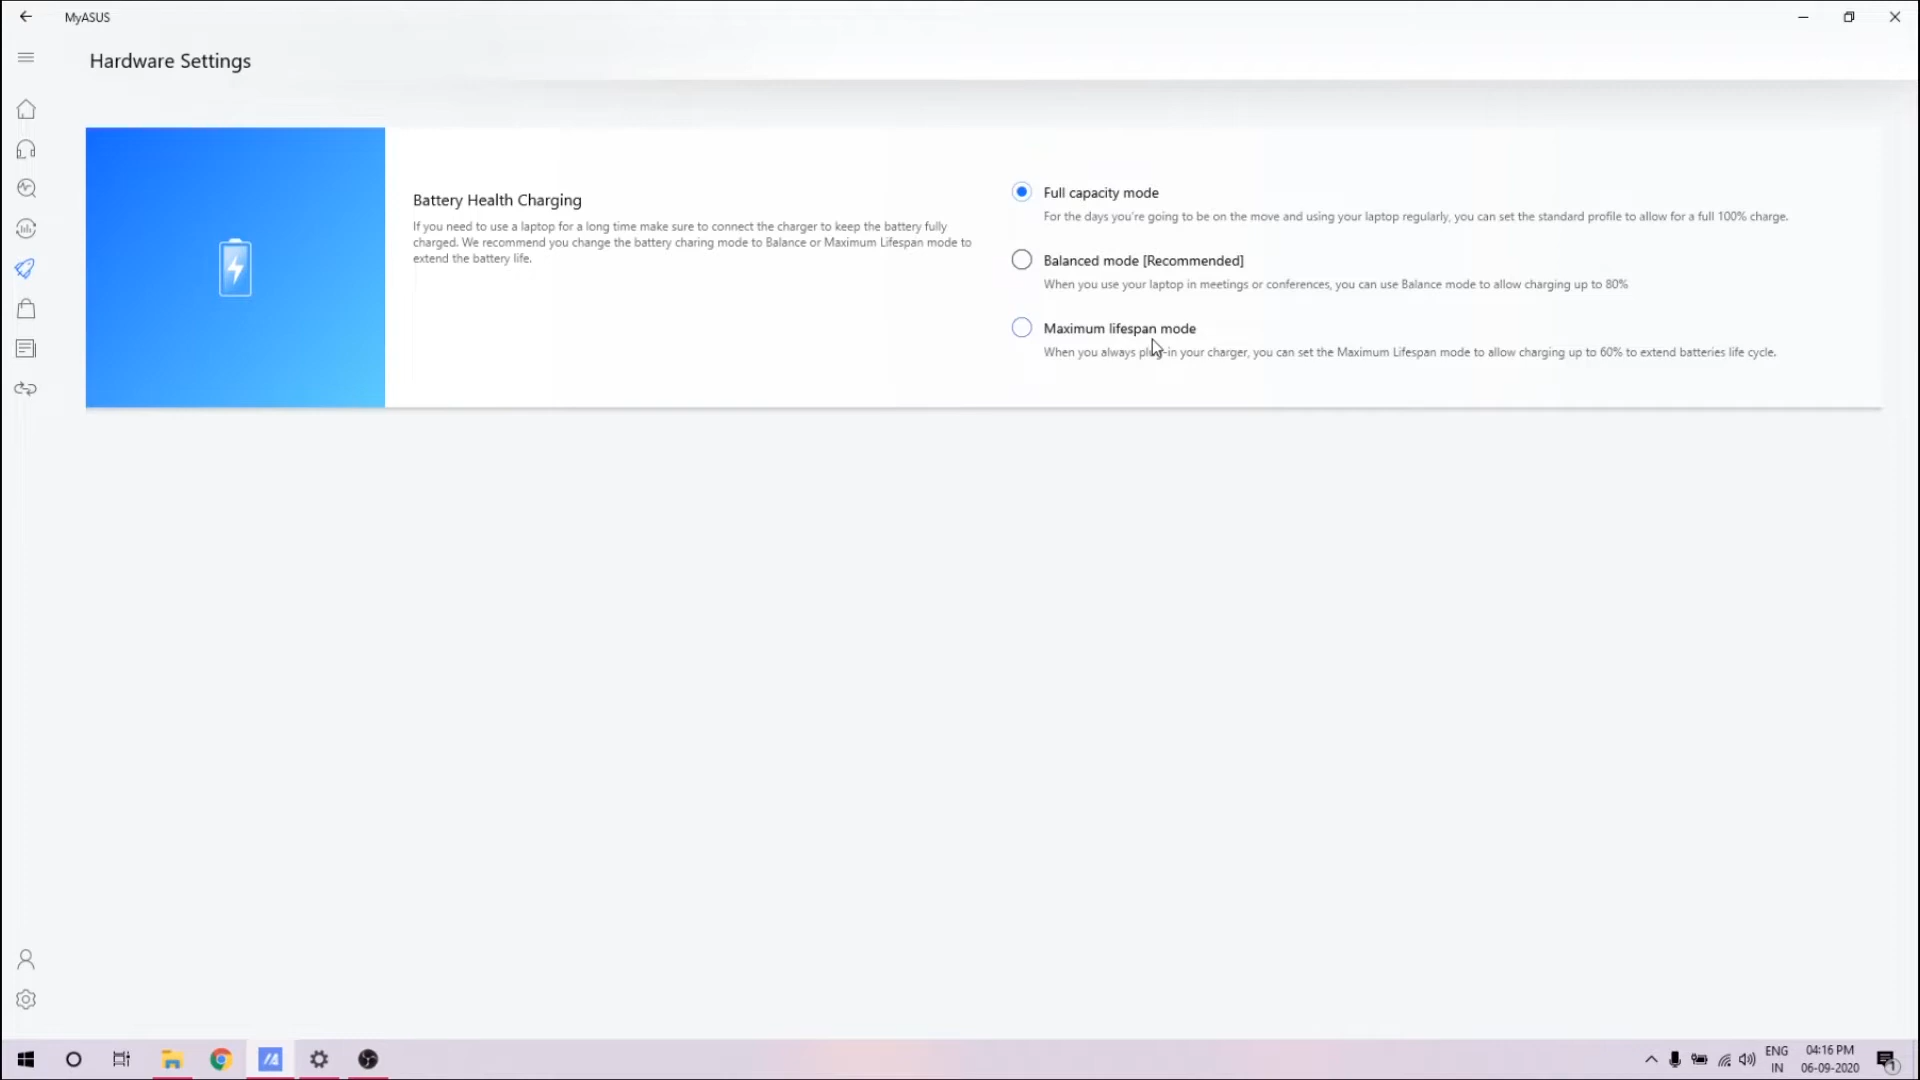 MyASUS
Hardware Settings
Battery Health Charging
If you need to use a laptop for a long time make sure to connect the charger to keep the battery fully
charged. We recommend you change the battery charing mode to Balance or Maximum Lifespan mode to
extend the battery life.
Full capacity mode
For the days you're going to be on the move and using your laptop regularly, you can set the standard profile to allow for a full 100% charge.
Balanced mode [Recommended]
When you use your laptop in meetings or conferences, you can use Balance mode to allow charging up to 80%
Maximum lifespan mode
When you always plug-in your charger, you can set the Maximum Lifespan mode to allow charging up to 60% to extend batteries life cycle.
ENG
IN
04:16 PM
06-09-2020
1